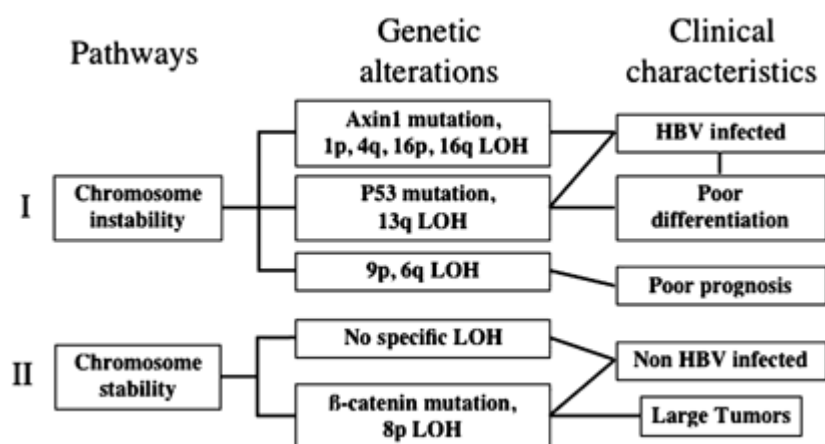 Pathways
Genetic
alterations
Clinical
characteristics
I
Chromosome
instability
Axin1 mutation,
1p, 4q, 16p, 16q LOH
P53 mutation,
13q LOH
9p, 6q LOH
HBV infected
Poor
differentiation
Poor prognosis
II
Chromosome
stability
No specific LOH
ß-catenin mutation,
8p LOH
Non HBV infected
Large Tumors